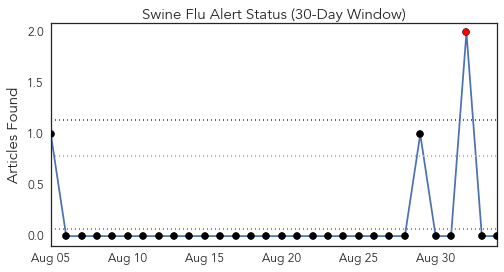 Swine Flu Alert Status (30-Day Window)
2.0
1.5
1.0
0.5
0.0
Articles Found
Aug 05 Aug 10 Aug 15 Aug 20 Aug 25 Aug 30